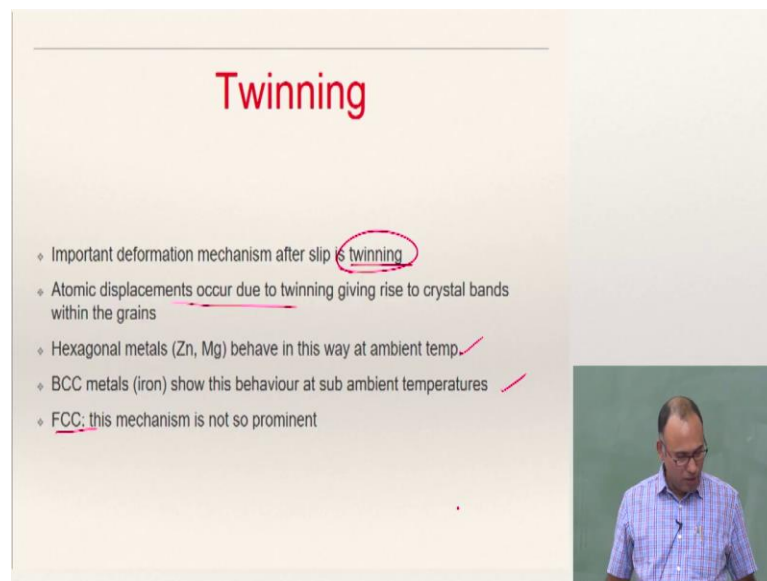 Twinning
❖ Important deformation mechanism after slip is twinning
❖ Atomic displacements occur due to twinning giving rise to crystal bands
within the grains
❖ Hexagonal metals (Zn, Mg) behave in this way at ambient temp.
❖ BCC metals (iron) show this behaviour at sub ambient temperatures
❖ FCC; this mechanism is not so prominent